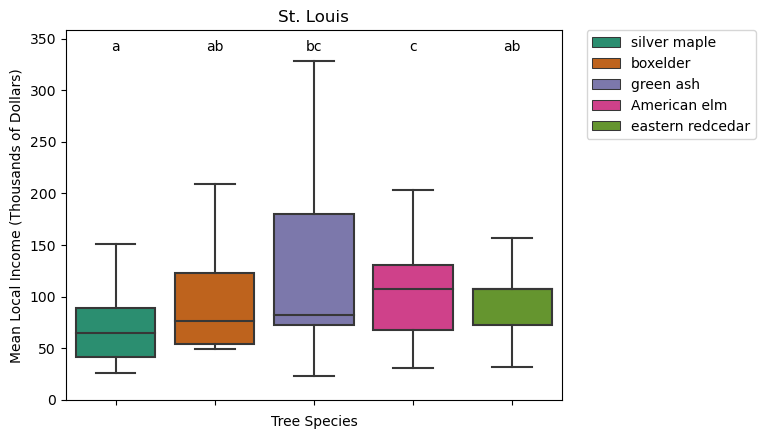 St. Louis
Mean Local Income (Thousands of Dollars)
350
300
250
200
150
100
50
0
a ab bc c ab
Tree Species
silver maple
boxelder
green ash
American elm
eastern redcedar